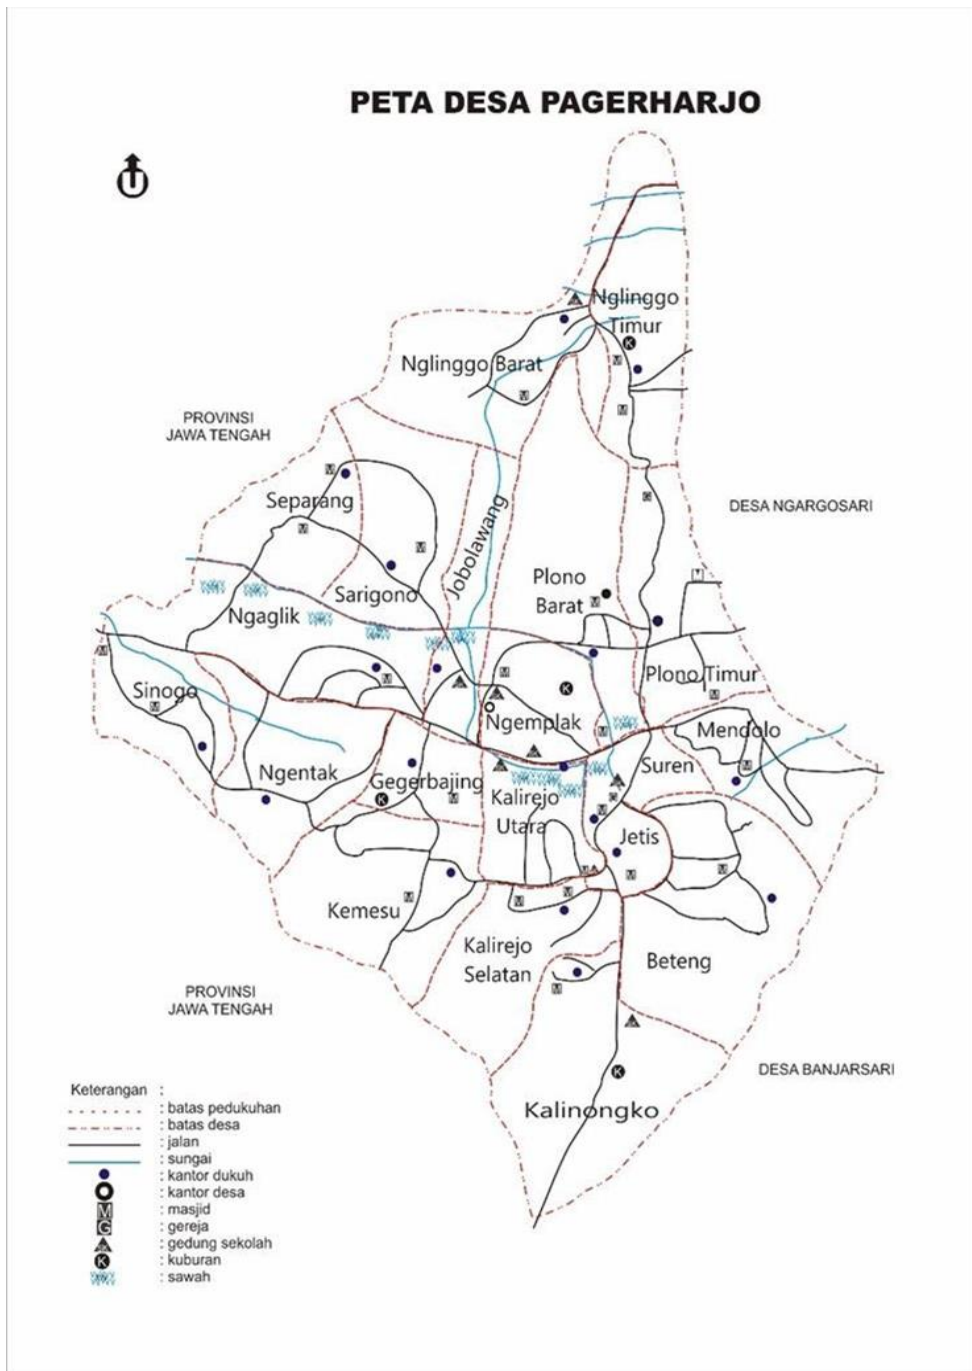 PETA DESA PAGERHARJO
U
Nglinggo
Timur
K
Nglinggo Barat
PROVINSI
JAWA TENGAH
Separang
DESA NGARGOSARI
Jobolawang
Plono
Barat
Sarigono
Ngaglik
Sinogo
Plono Timur
K
Ngemplak
Mendolo
Ngentak
Gegerbajing
Suren
K
Kalirejo
Utara
Jetis
Kemesu
Kalirejo
Selatan
Beteng
PROVINSI
JAWA TENGAH
K
DESA BANJARSARI
Kalinongko
Keterangan :
: batas pedukuhan
: batas desa
: jalan
: sungai
: kantor dukuh
: kantor desa
M : masjid
G : gereja
: gedung sekolah
K : kuburan
: sawah